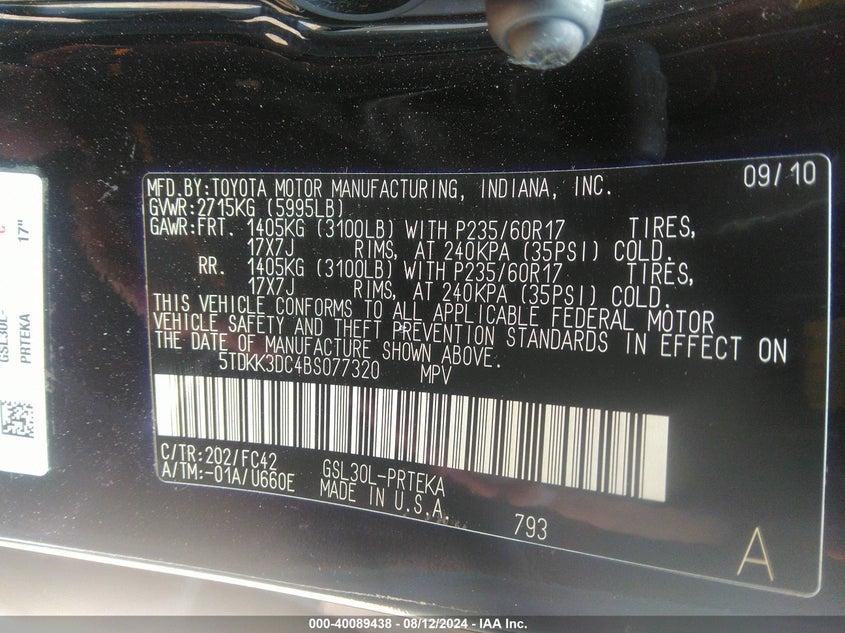 MFD.BY:TOYOTA MOTOR MANUFACTURING, INDIANA, INC. 09/10
GVWR:2715KG (5995LB)
GAWR:FRT. 1405KG (3100LB) WITH P235/60R17 TIRES,
17X7J RIMS, AT 240KPA (35PSI) COLD.
RR. 1405KG (3100LB) WITH P235/60R17 TIRES,
17X7J RIMS, AT 240KPA (35PSI) COLD.
THIS VEHICLE CONFORMS TO ALL APPLICABLE FEDERAL MOTOR
VEHICLE SAFETY AND THEFT PREVENTION STANDARDS IN EFFECT ON
THE DATE OF MANUFACTURE SHOWN ABOVE.
5TDKK3DC4BS077320 MPV
C/TR:202/FC42
A/TM:-01A/U660E
GSL30L-PRTEKA
MADE IN U.S.A.
793
A
17"
GSL30L-
PRTEKA
000-40089438 - 08/12/2024 - IAA Inc.